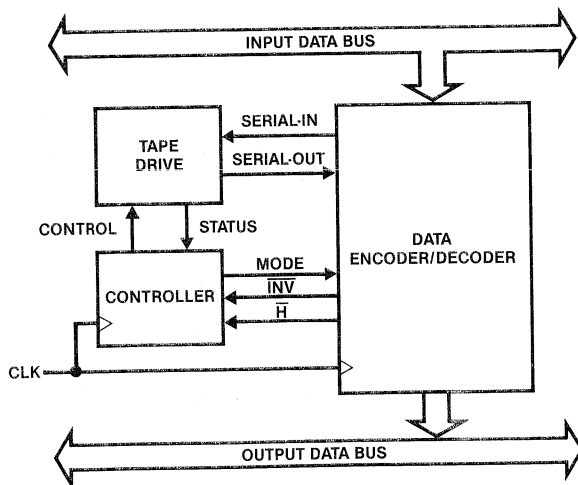 INPUT DATA BUS
SERIAL-IN
TAPE
DRIVE
SERIAL-OUT
CONTROL
STATUS
DATA
ENCODER/DECODER
MODE
INV
CONTROLLER
H
CLK
OUTPUT DATA BUS